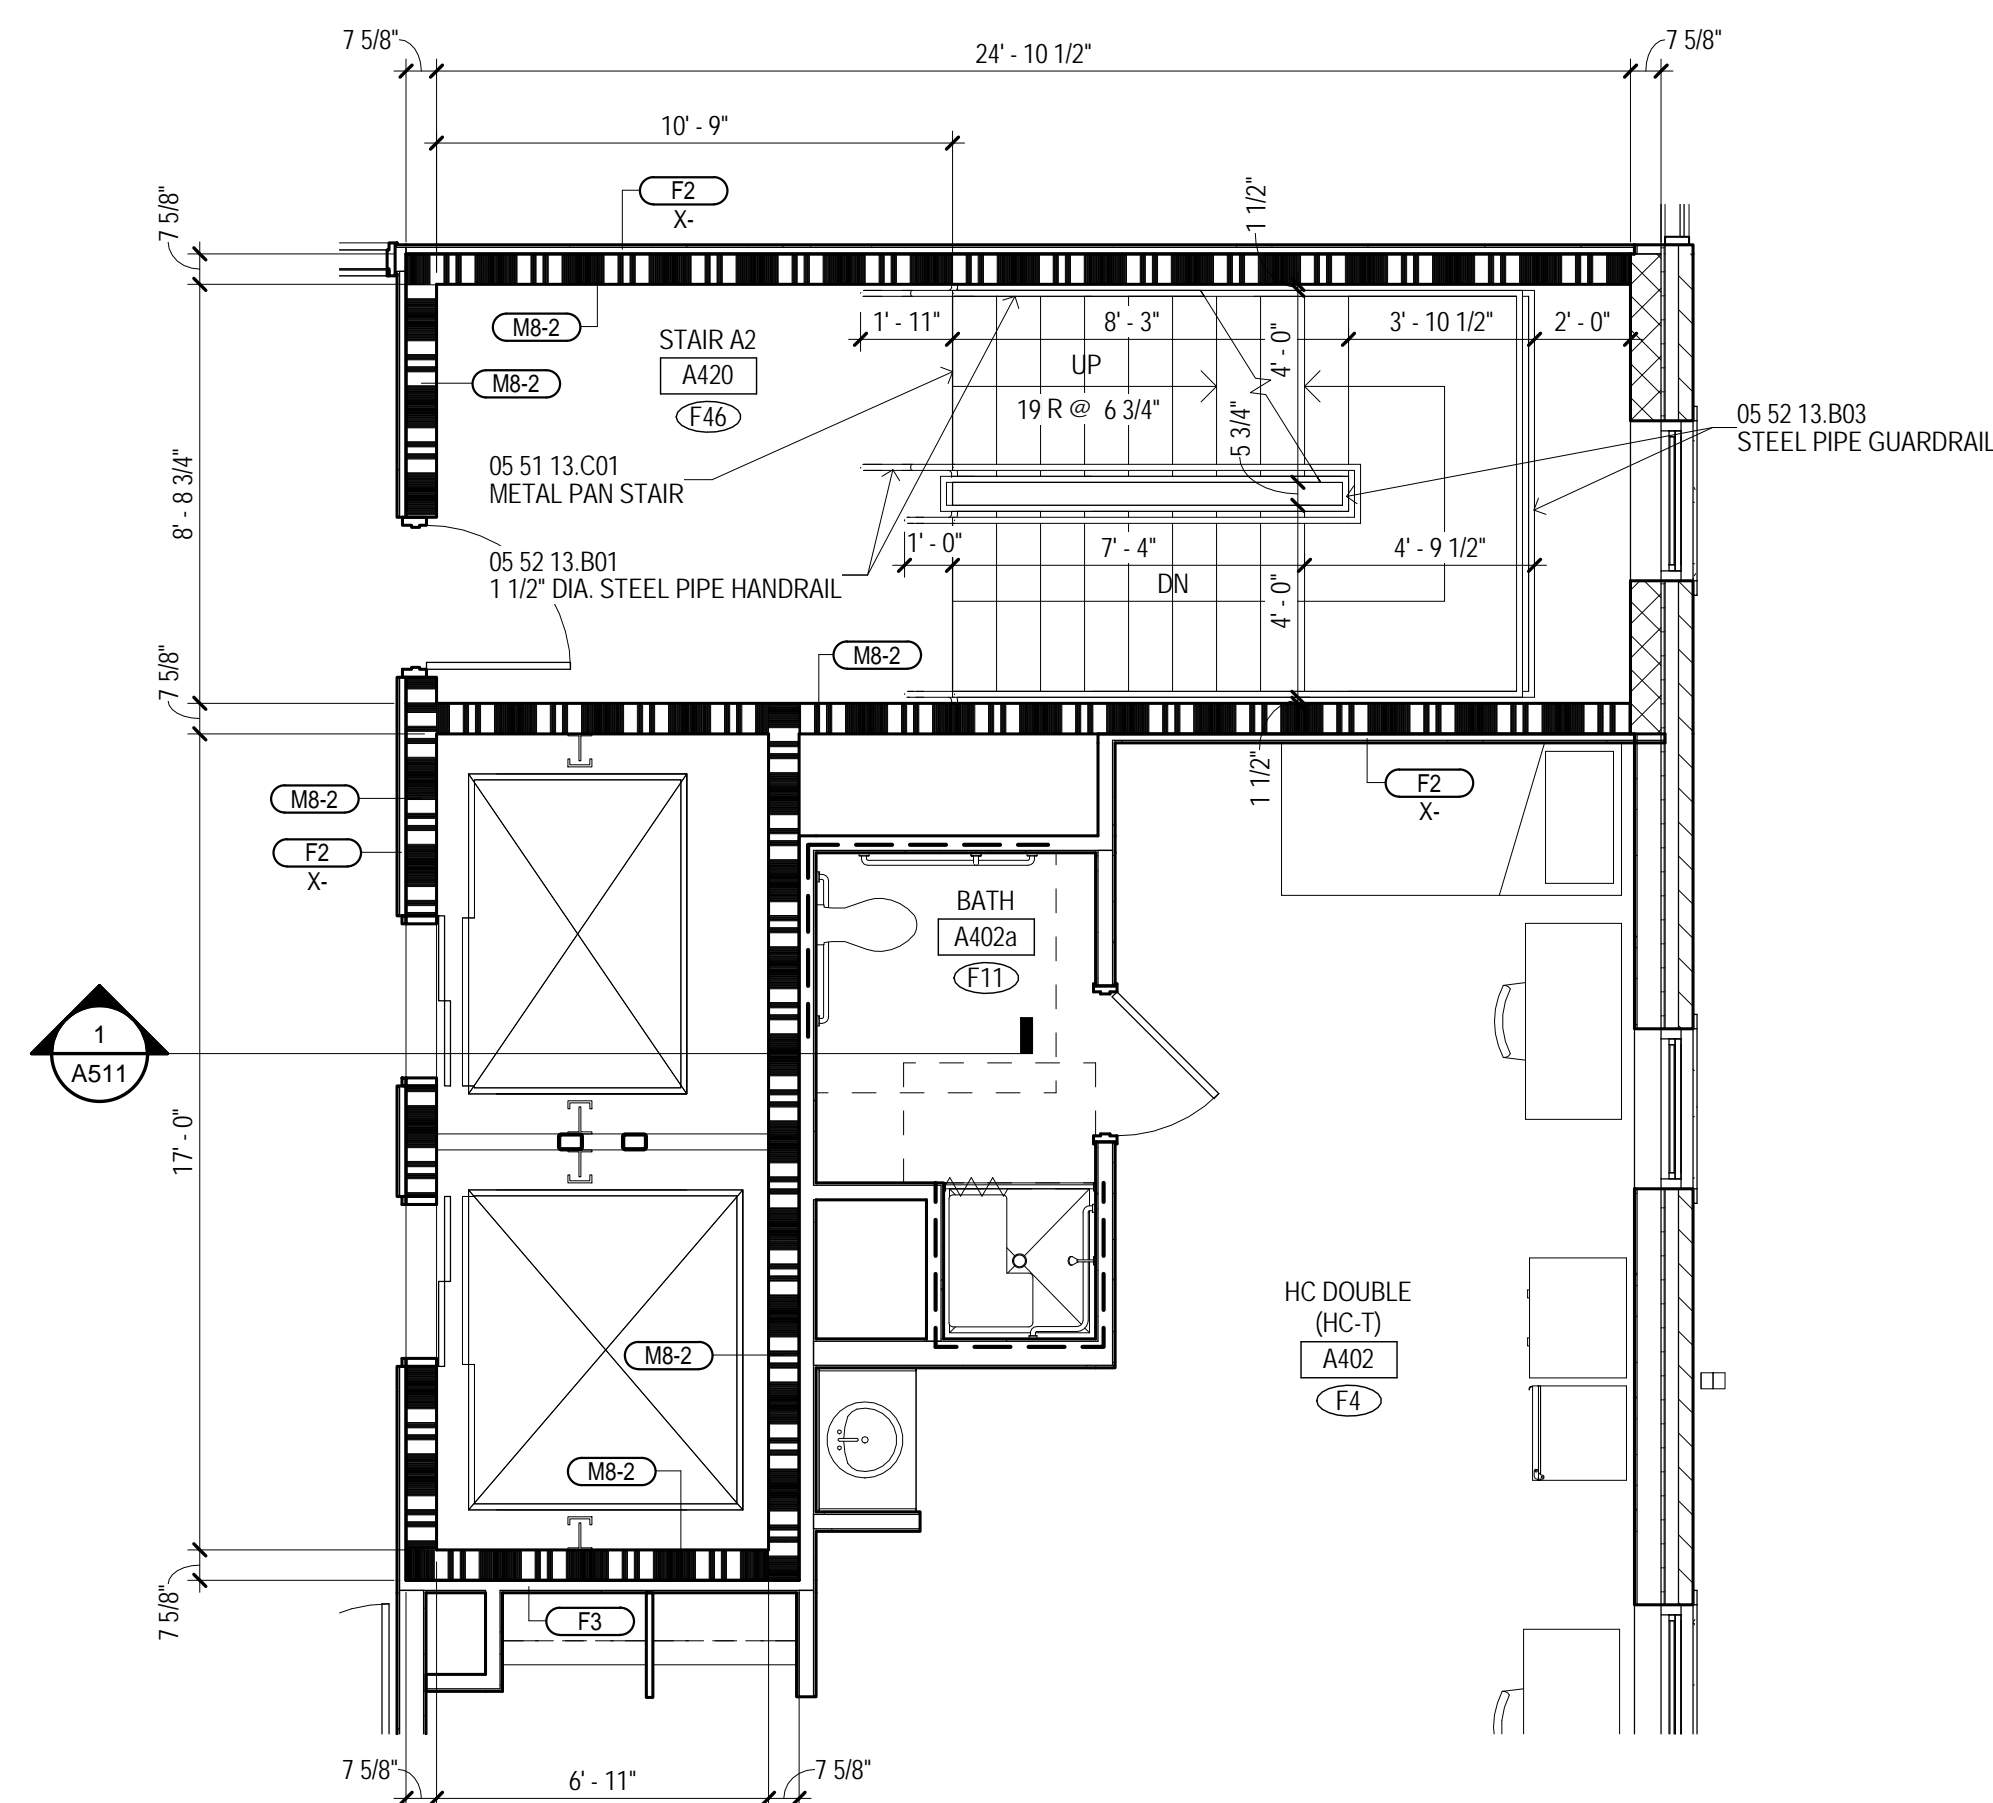 7 5/8"
24' - 10 1/2"
7 5/8"
10' - 9"
7 5/8"
F2
X-
1 1/2"
M8-2
STAIR A2
A420
F46
M8-2
1' - 11"
8' - 3"
3' - 10 1/2"
2' - 0"
4' - 0"
UP
19 R @ 6 3/4"
5 3/4"
05 52 13.B03
STEEL PIPE GUARDRAIL
05 51 13.C01
METAL PAN STAIR
8' - 8 3/4"
05 52 13.B01
1 1/2" DIA. STEEL PIPE HANDRAIL
1' - 0"
7' - 4"
4' - 9 1/2"
DN
4' - 0"
7 5/8"
M8-2
1 1/2"
F2
X-
M8-2
F2
X-
BATH
A402a
F11
1
A511
17' - 0"
HC DOUBLE
(HC-T)
A402
F4
M8-2
M8-2
7 5/8"
F3
7 5/8"
6' - 11"
7 5/8"